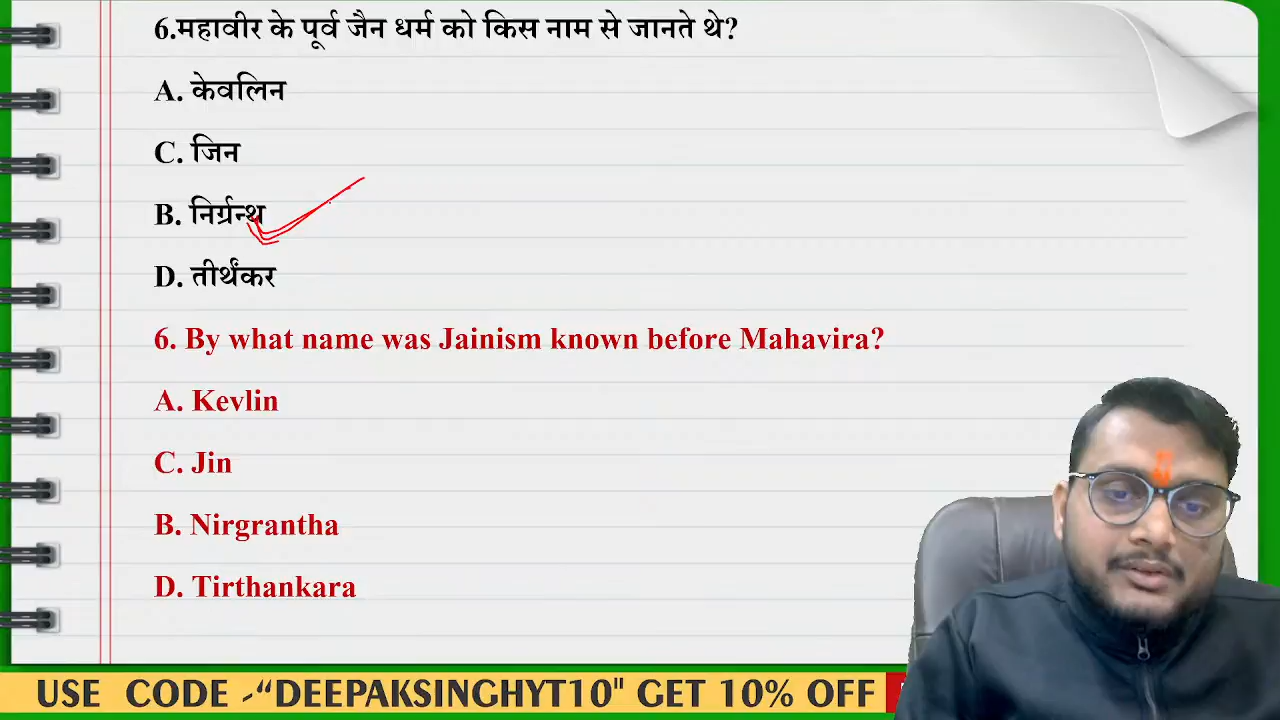 6.महावीर के पूर्व जैन धर्म को किस नाम से जानते थे?
A. केवलिन
C. जिन
B. निर्ग्रन्थ
D. तीर्थंकर
6. By what name was Jainism known before Mahavira?
A. Kevlin
C. Jin
B. Nirgrantha
D. Tirthankara
USE CODE -“DEEPAKSINGHYT10" GET 10% OFF